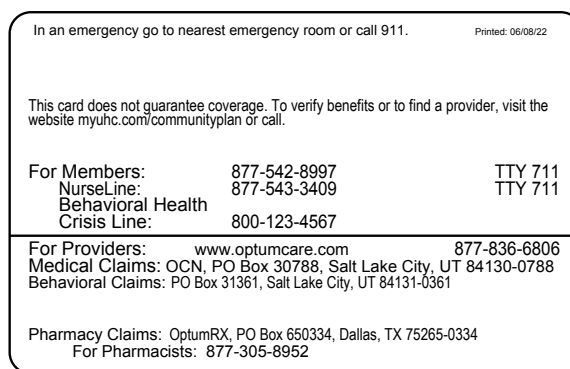 In an emergency go to nearest emergency room or call 911. Printed: 06/08/22
This card does not guarantee coverage. To verify benefits or to find a provider, visit the
website myuhc.com/communityplan or call.
For Members: 877-542-8997 TTY 711
NurseLine: 877-543-3409 TTY 711
Behavioral Health
Crisis Line: 800-123-4567
For Providers: www.optumcare.com 877-836-6806
Medical Claims: OCN, PO Box 30788, Salt Lake City, UT 84130-0788
Behavioral Claims: PO Box 31361, Salt Lake City, UT 84131-0361
Pharmacy Claims: OptumRX, PO Box 650334, Dallas, TX 75265-0334
For Pharmacists: 877-305-8952